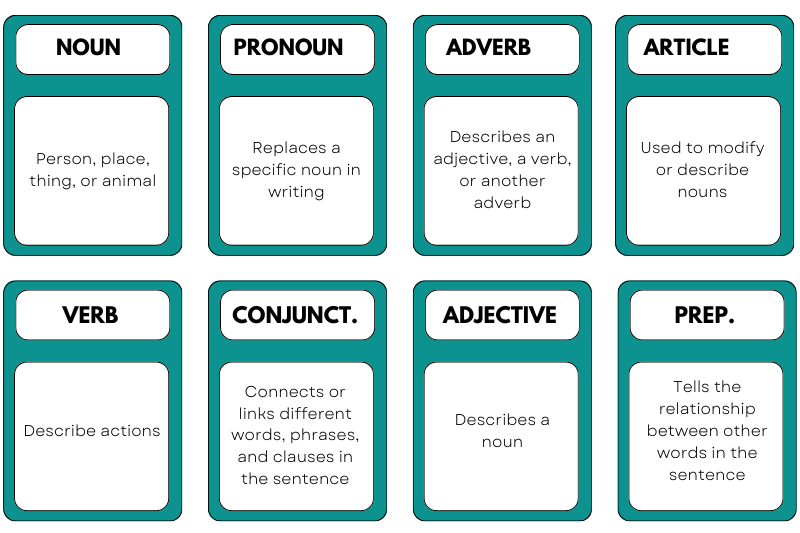 NOUN
Person, place,
thing, or animal
PRONOUN
Replaces a
specific noun in
writing
ADVERB
Describes an
adjective, a verb,
or another
adverb
ARTICLE
Used to modify
or describe
nouns
VERB
Describe actions
CONJUNCT.
Connects or
links different
words, phrases,
and clauses in
the sentence
ADJECTIVE
Describes a
noun
PREP.
Tells the
relationship
between other
words in the
sentence